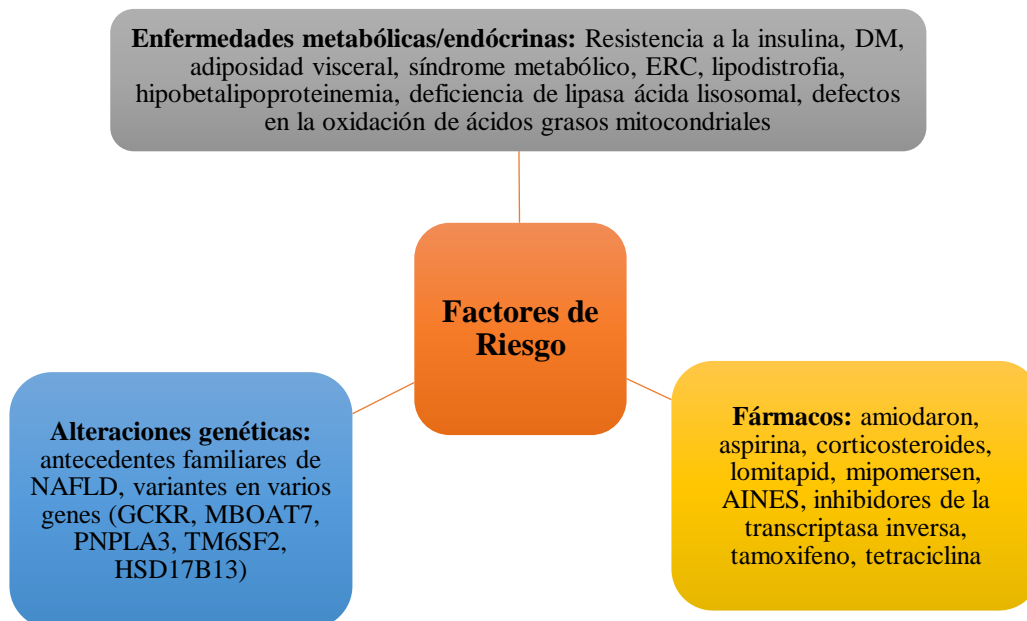 Enfermedades metabólicas/endócrinas: Resistencia a la insulina, DM,
adiposidad visceral, síndrome metabólico, ERC, lipodistrofia,
hipobetalipoproteinemia, deficiencia de lipasa ácida lisosomal, defectos
en la oxidación de ácidos grasos mitocondriales
Factores de
Riesgo
Alteraciones genéticas:
antecedentes familiares de
NAFLD, variantes en varios
genes (GCKR, MBOAT7,
PNPLA3, TM6SF2,
HSD17B13)
Fármacos: amiodaron,
aspirina, corticosteroides,
lomitapid, mipomersen,
AINES, inhibidores de la
transcriptasa inversa,
tamoxifeno, tetraciclina